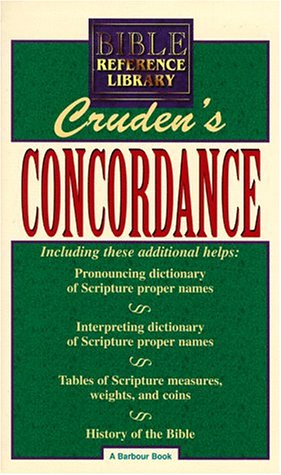 BIBLE
REFERENCE
LIBRARY
Cruden's
CONCORDANCE
Including these additional helps:
Pronouncing dictionary
of Scripture proper names
Interpreting dictionary
of Scripture proper names
Tables of Scripture measures,
weights, and coins
History of the Bible
A Barbour Book